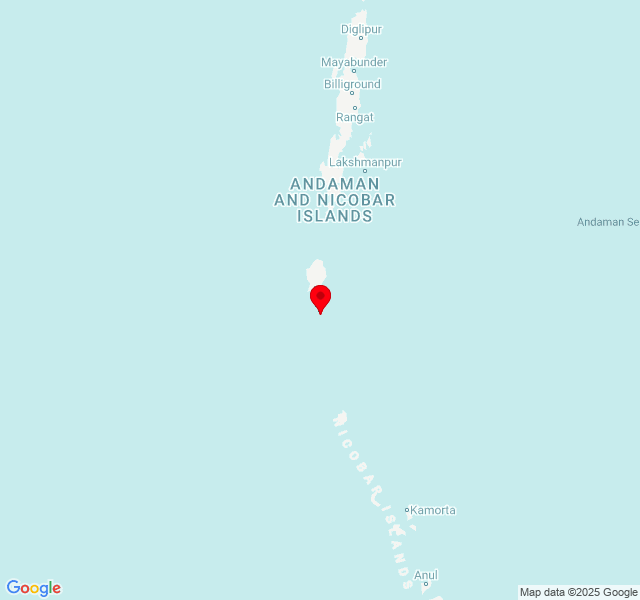 Diglipur
Mayabunder
Billiground
Rangat
Lakshmanpur
ANDAMAN
AND NICOBAR
ISLANDS
Andaman Se
NICOBAR ISLANDS
Kamorta
Anul
Google
Map data ©2025 Google